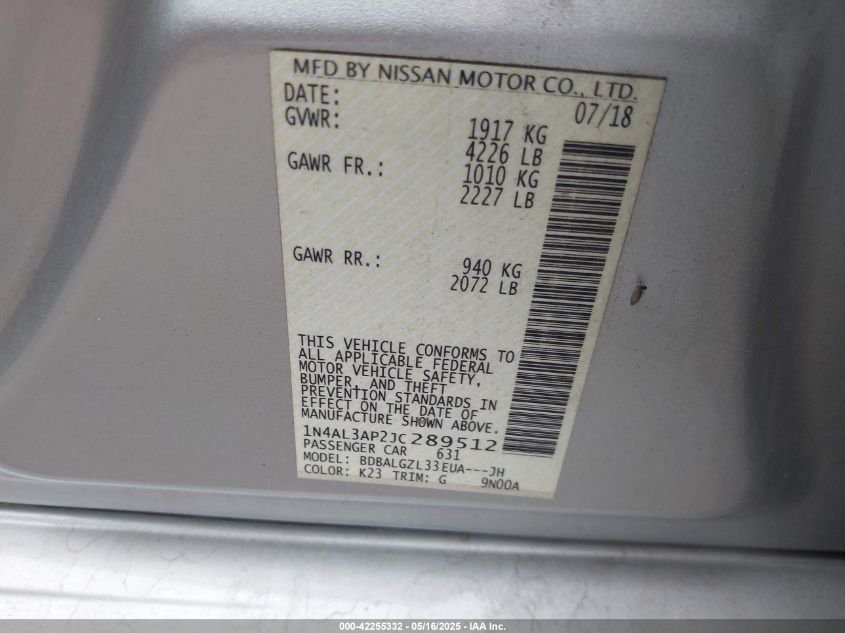 MFD BY NISSAN MOTOR CO., LTD.
DATE: 07/18
GVWR: 1917 KG
4226 LB
GAWR FR.: 1010 KG
2227 LB
GAWR RR.: 940 KG
2072 LB
THIS VEHICLE CONFORMS TO
ALL APPLICABLE FEDERAL
MOTOR VEHICLE SAFETY,
BUMPER, AND THEFT
PREVENTION STANDARDS IN
EFFECT ON THE DATE OF
MANUFACTURE SHOWN ABOVE.
1N4AL3AP2JC289512
PASSENGER CAR 631
MODEL: BDBALGZL33EUA---JH
COLOR: K23 TRIM: G 9N00A
000-42255332 - 05/16/2025 - IAA Inc.